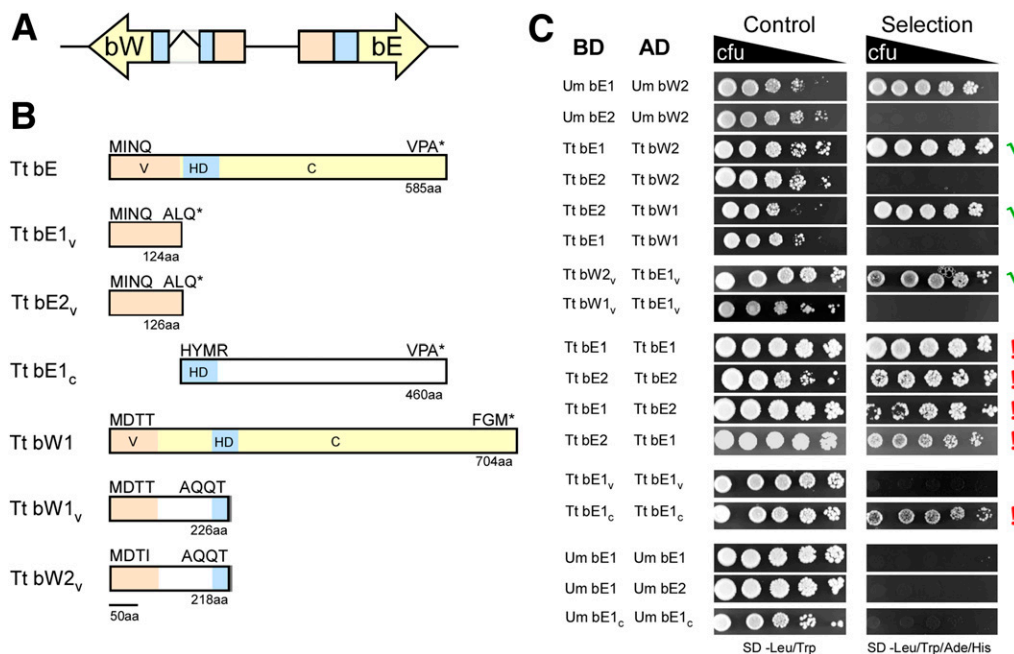 A
bW
bE
B
Tt bE
MINQ
VPA*
V
HD
C
585aa
Tt bE1v
MINQ ALQ*
124aa
Tt bE2v
MINQ ALQ*
126aa
Tt bE1c
HYMR
VPA*
HD
460aa
Tt bW1
MDTT
FGM*
V
HD
C
704aa
Tt bW1v
MDTT
AQQT
226aa
Tt bW2v
MDTI
AQQT
218aa
50aa
C
Control
Selection
BD
AD
cfu
cfu
Um bE1 Um bW2
Um bE2 Um bW2
Tt bE1 Tt bW2
Tt bE2 Tt bW2
Tt bE2 Tt bW1
Tt bE1 Tt bW1
Tt bW2v Tt bE1v
Tt bW1v Tt bE1v
Tt bE1 Tt bE1 !
Tt bE2 Tt bE2 !
Tt bE1 Tt bE2 !
Tt bE2 Tt bE1 !
Tt bE1v Tt bE1v
Tt bE1c Tt bE1c !
Um bE1 Um bE1
Um bE1 Um bE2
Um bE1c Um bE1c
SD -Leu/Trp
SD -Leu/Trp/Ade/His